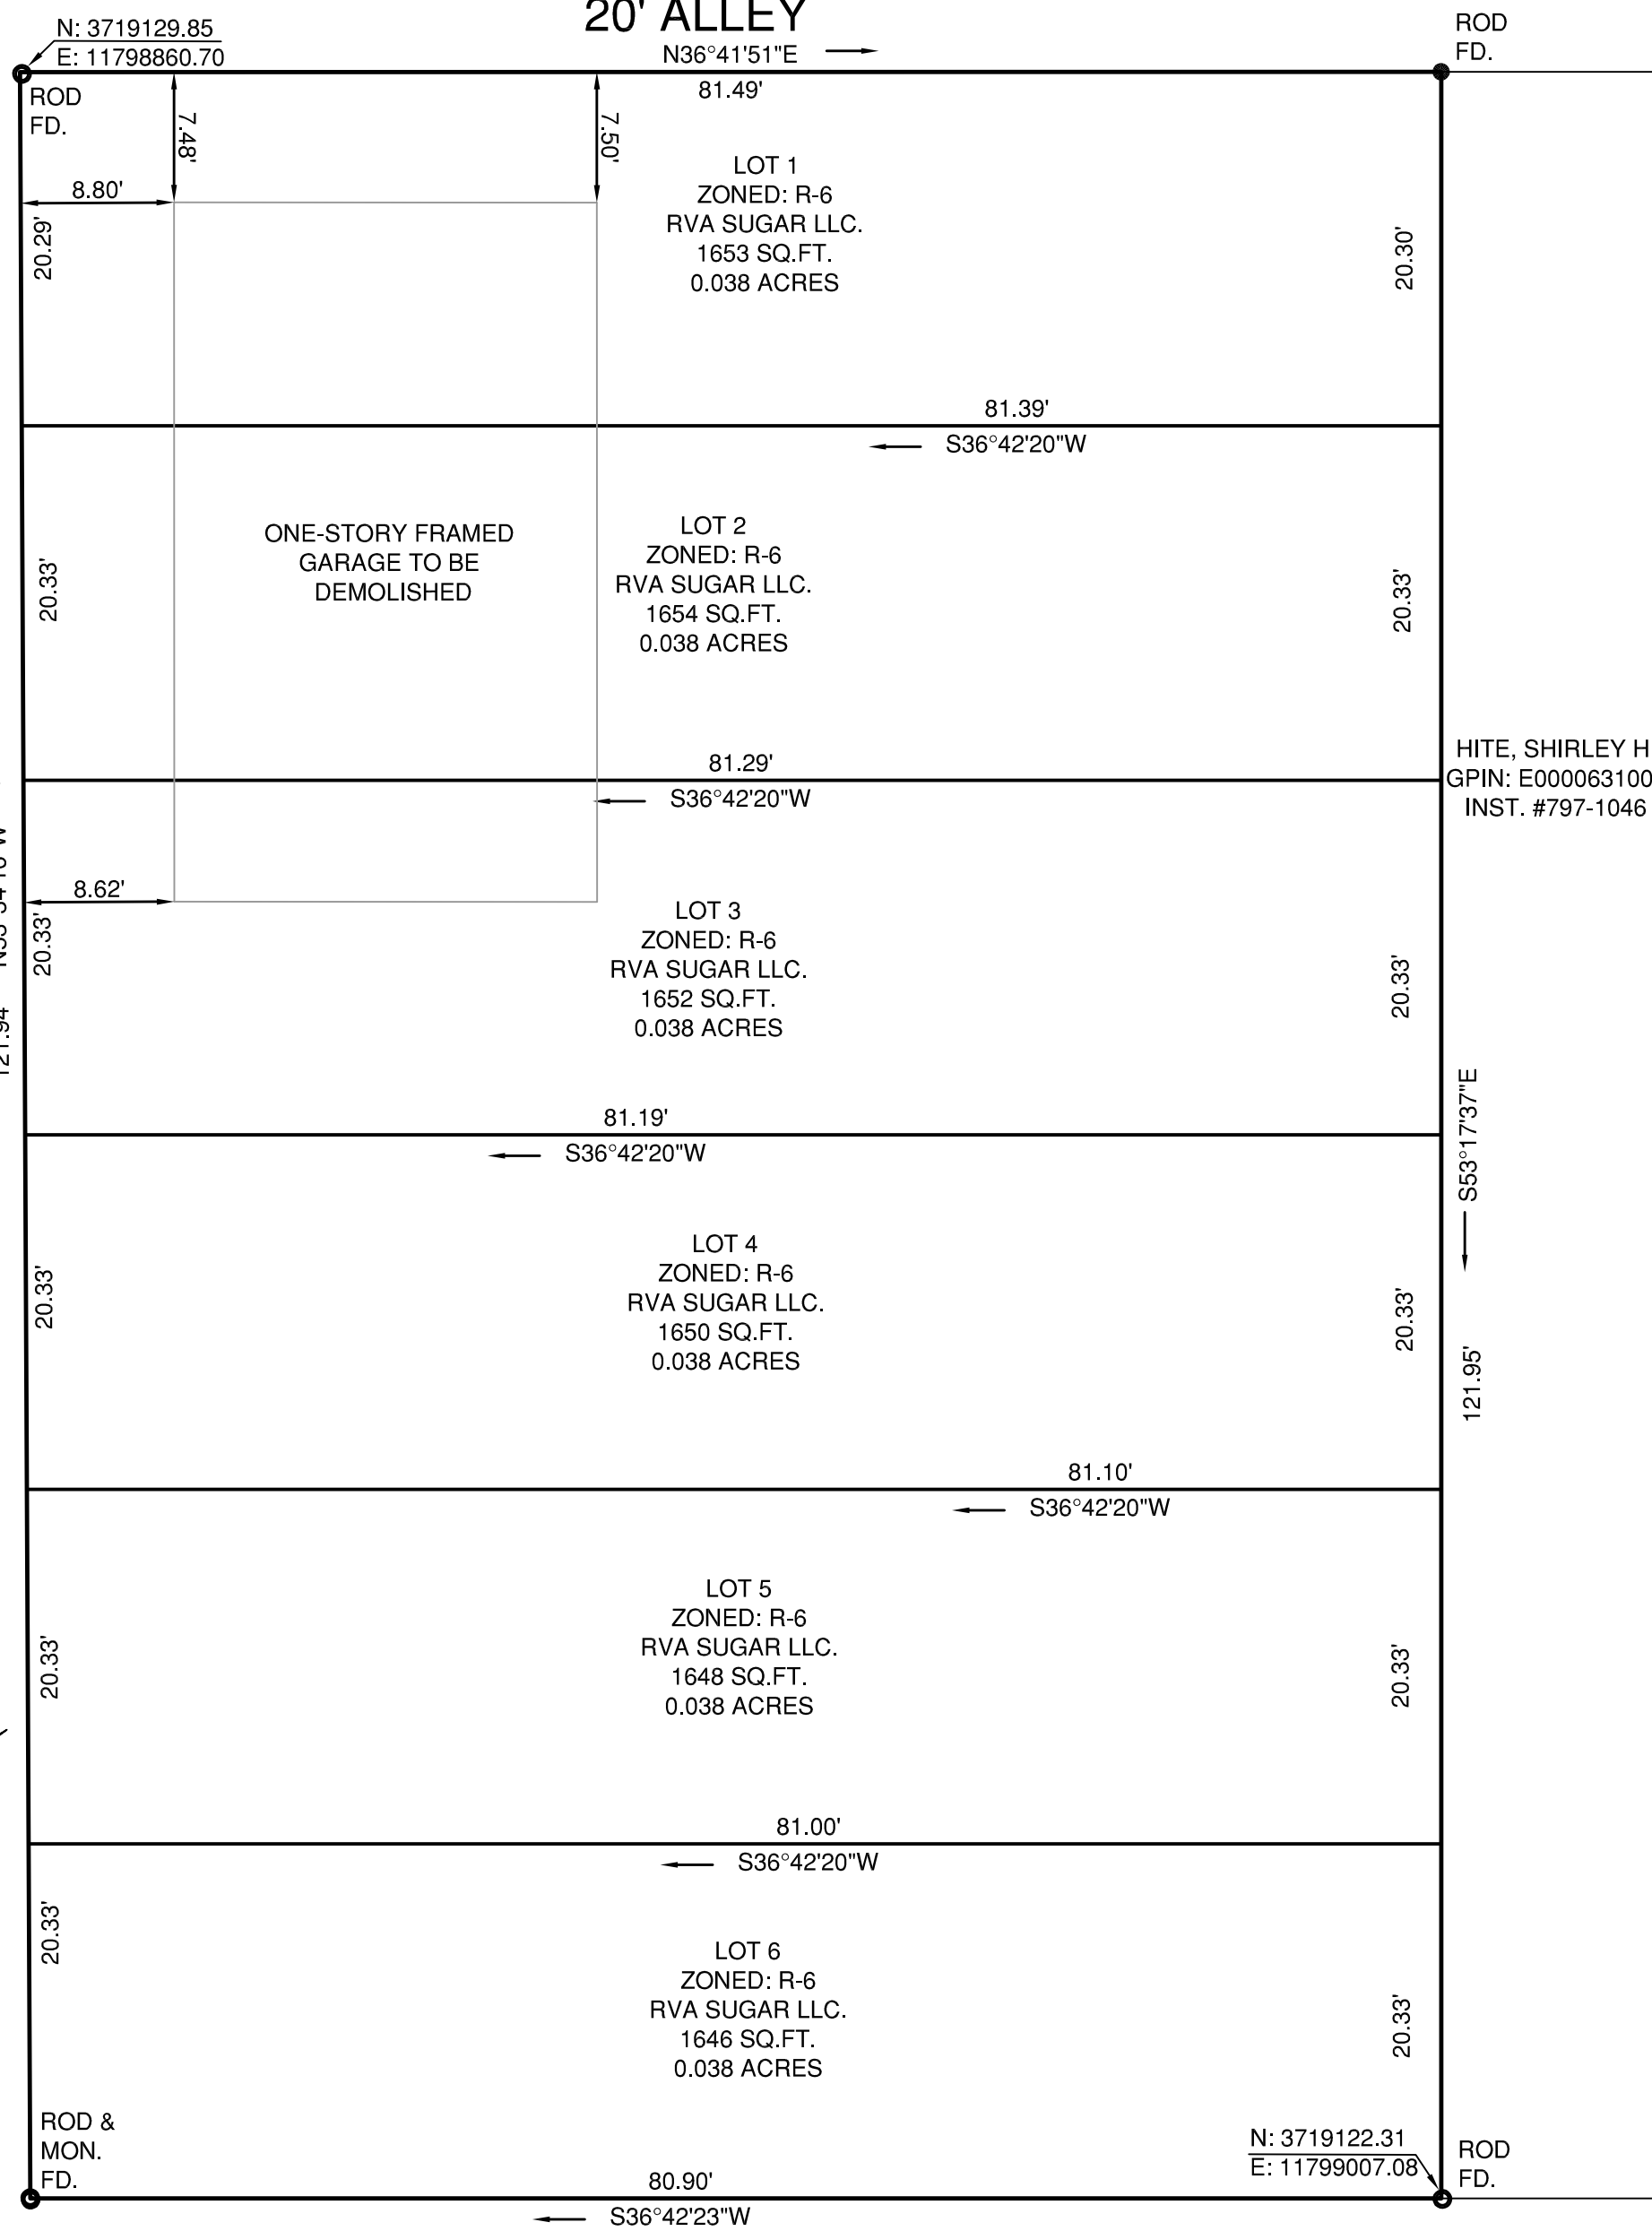 20' ALLEY
N: 3719129.85
E: 11798860.70
N36°41'51"E
81.49'
ROD
FD.
ROD
FD.
7.48'
7.50'
8.80'
20.29'
LOT 1
ZONED: R-6
RVA SUGAR LLC.
1653 SQ.FT.
0.038 ACRES
20.30'
81.39'
S36°42'20"W
ONE-STORY FRAMED
GARAGE TO BE
DEMOLISHED
20.33'
LOT 2
ZONED: R-6
RVA SUGAR LLC.
1654 SQ.FT.
0.038 ACRES
20.33'
81.29'
S36°42'20"W
HITE, SHIRLEY H
GPIN: E000063100
INST. #797-1046
8.62'
20.33'
LOT 3
ZONED: R-6
RVA SUGAR LLC.
1652 SQ.FT.
0.038 ACRES
20.33'
121.94
81.19'
S36°42'20"W
S53°17'37"E
121.95'
20.33'
LOT 4
ZONED: R-6
RVA SUGAR LLC.
1650 SQ.FT.
0.038 ACRES
20.33'
81.10'
S36°42'20"W
20.33'
LOT 5
ZONED: R-6
RVA SUGAR LLC.
1648 SQ.FT.
0.038 ACRES
20.33'
81.00'
S36°42'20"W
20.33'
LOT 6
ZONED: R-6
RVA SUGAR LLC.
1646 SQ.FT.
0.038 ACRES
20.33'
ROD &
MON.
FD.
N: 3719122.31
E: 11799007.08
ROD
FD.
80.90'
S36°42'23"W